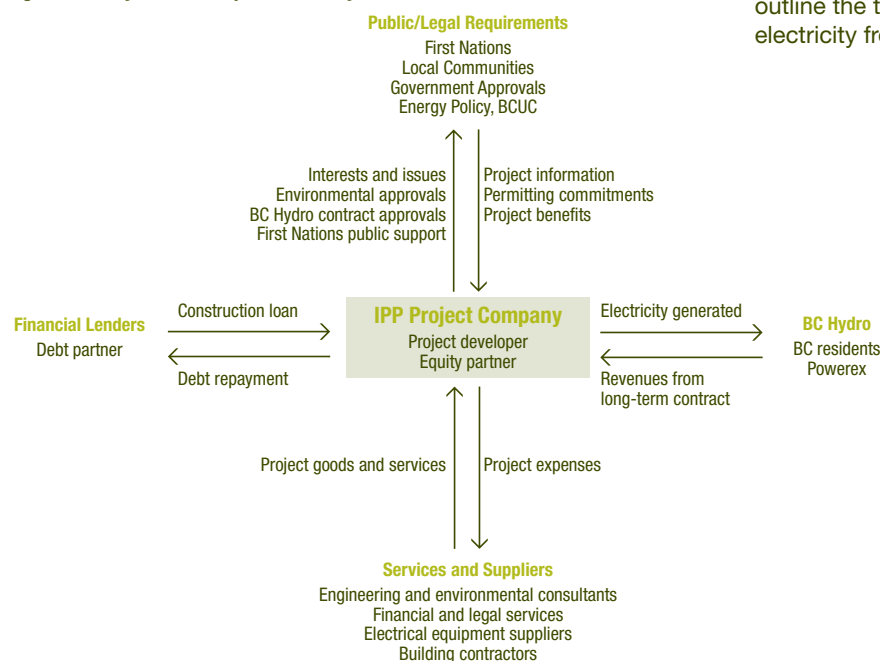 outline the t
electricity fr
Public/Legal Requirements
First Nations
Local Communities
Government Approvals
Energy Policy, BCUC
Interests and issues
Environmental approvals
BC Hydro contract approvals
First Nations public support
Project information
Permitting commitments
Project benefits
Financial Lenders
Debt partner
Construction loan
Debt repayment
IPP Project Company
Project developer
Equity partner
Electricity generated
Revenues from
long-term contract
BC Hydro
BC residents
Powerex
Project goods and services
Project expenses
Services and Suppliers
Engineering and environmental consultants
Financial and legal services
Electrical equipment suppliers
Building contractors